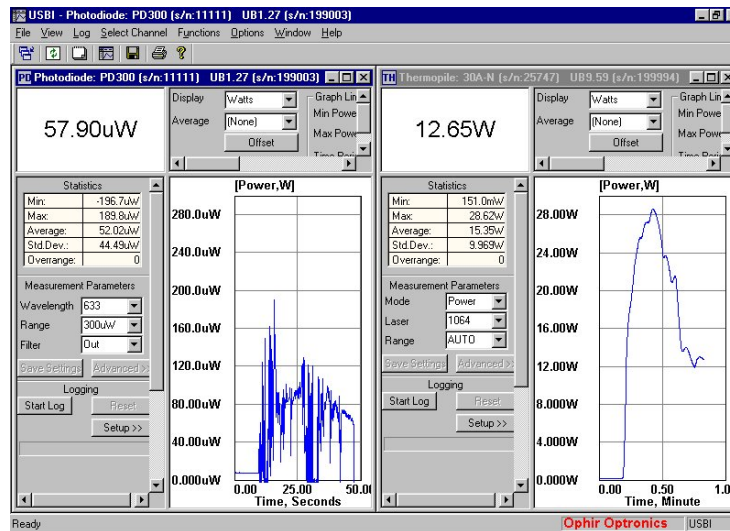 USBI - Photodiode: PD300 (s/n:11111) UB1.27 (s/n:199003)
File View Log Select Channel Functions Options Window Help
PD Photodiode: PD300 (s/n:11111) UB1.27 (s/n:199003)
57.90uW
Display Watts
Average (None)
Offset
Graph Lin
Min Power
Max Powe
Time Peri
Statistics
Min: -196.7uW
Max: 189.8uW
Average: 52.02uW
Std.Dev.: 44.49uW
Overrange: 0
Measurement Parameters
Wavelength 633
Range 300uW
Filter Out
Save Settings Advanced >>
Logging
Start Log Reset
Setup >>
[Power,W]
280.0uW
240.0uW
200.0uW
160.0uW
120.0uW
80.00uW
40.00uW
0.000uW
0.00 25.00 50.0
Time, Seconds
TH Thermopile: 30A-N (s/n:25747) UB9.59 (s/n:199994)
12.65W
Display Watts
Average (None)
Offset
Graph Lin
Min Powe
Max Powe
Statistics
Min: 151.0mW
Max: 28.62W
Average: 15.35W
Std.Dev.: 9.969W
Overrange: 0
Measurement Parameters
Mode Power
Laser 1064
Range AUTO
Save Settings Advanced >>
Logging
Start Log Reset
Setup >>
[Power,W]
28.00W
24.00W
20.00W
16.00W
12.00W
8.000W
4.000W
0.000W
0.00 0.50 1.0
Time, Minute
Ready Ophir Optronics USBI